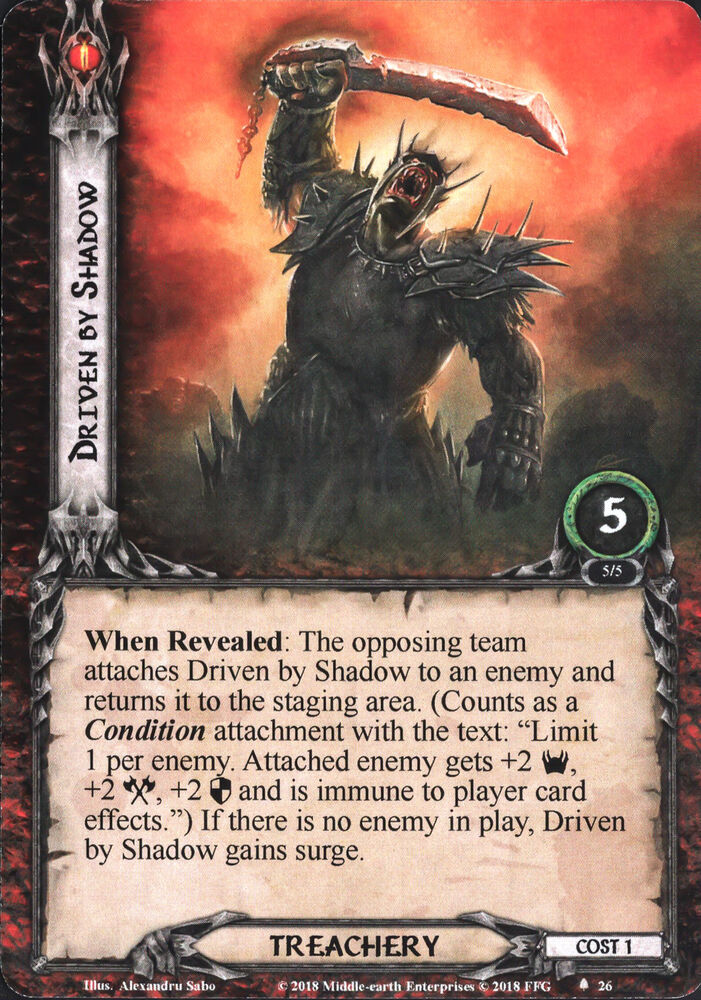 DRIVEN BY SHADOW
5
5/5
When Revealed: The opposing team
attaches Driven by Shadow to an enemy and
returns it to the staging area. (Counts as a
Condition attachment with the text: “Limit
1 per enemy. Attached enemy gets +2 ,
+2 , +2 and is immune to player card
effects.”) If there is no enemy in play, Driven
by Shadow gains surge.
TREACHERY
COST 1
Illus. Alexandru Sabo © 2018 Middle-earth Enterprises © 2018 FFG 26